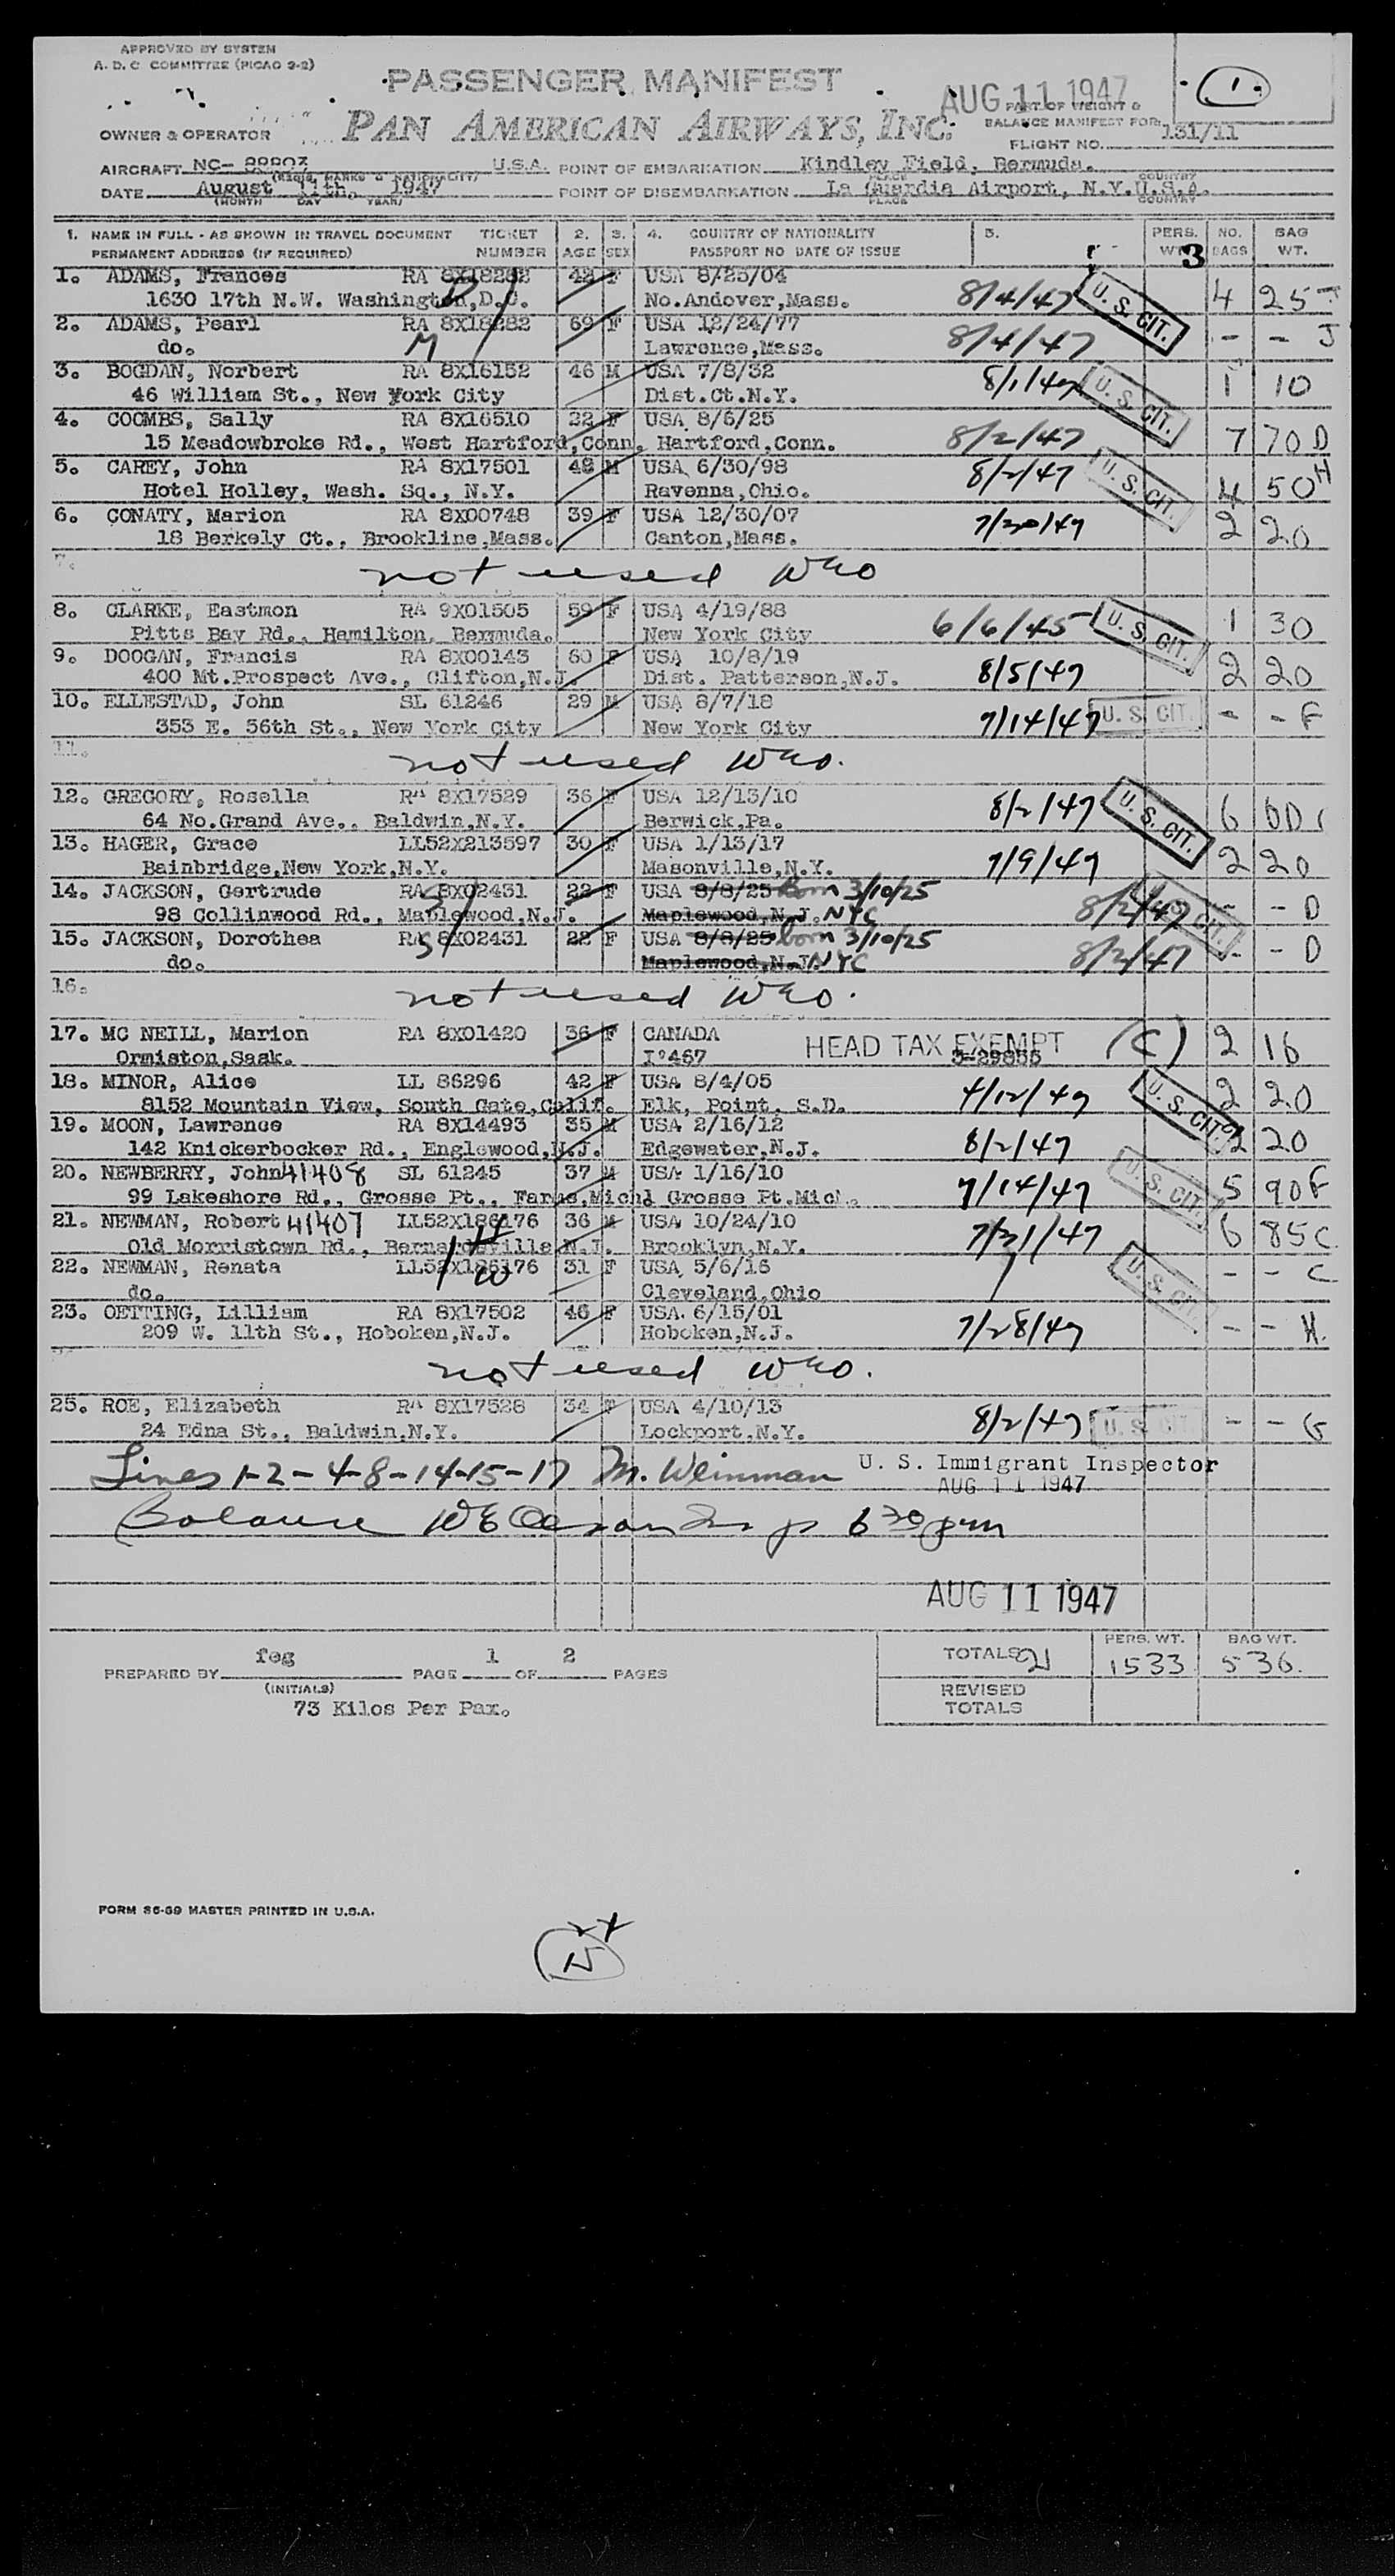 APPROVED BY SYSTEM
A. D. C. COMMITTEE (PICAO 2-2)
PASSENGER MANIFEST
AUG 11 1947
1.
PART OF WEIGHT &
BALANCE MANIFEST FOR:
OWNER & OPERATOR PAN AMERICAN AIRWAYS, INC.
FLIGHT NO. 131/11
AIRCRAFT NC- 88803 U.S.A. POINT OF EMBARKATION Kindley Field, Bermuda.
(REGIS. MARKS & NATIONALITY) PLACE COUNTRY
DATE August 11th, 1947 POINT OF DISEMBARKATION La Guardia Airport, N.Y.U.S.A.
(MONTH DAY YEAR) PLACE COUNTRY
1. NAME IN FULL - AS SHOWN IN TRAVEL DOCUMENT TICKET 2. 3. 4. COUNTRY OF NATIONALITY 5. PERS. NO. BAG
PERMANENT ADDRESS (IF REQUIRED) NUMBER AGE SEX PASSPORT NO DATE OF ISSUE WT. 3 BAGS WT.
1. ADAMS, Frances RA 8X18282 42 F USA 8/25/04
1630 17th N.W. Washington,D.C. D No.Andover,Mass. 8/4/47 U. S. CIT. 4 25 J
2. ADAMS, Pearl RA 8X18282 69 F USA 12/24/77
do. M Lawrence,Mass. 8/4/47 - - J
3. BOGDAN, Norbert RA 8X16152 46 M USA 7/8/32
46 William St., New York City Dist.Ct.N.Y. 8/1/47 U. S. CIT. 1 10
4. COOMBS, Sally RA 8X16510 22 F USA 8/6/25
15 Meadowbroke Rd., West Hartford,Conn. Hartford,Conn. 8/2/47 7 70 D
5. CAREY, John RA 8X17501 48 M USA 6/30/98
Hotel Holley, Wash. Sq., N.Y. Ravenna,Ohio. 8/2/47 U. S. CIT. 4 50 H
6. CONATY, Marion RA 8X00748 39 F USA 12/30/07
18 Berkely Ct., Brookline,Mass. Canton,Mass. 7/30/47 2 20
7. not used WEO
8. CLARKE, Eastmon RA 9X01505 59 F USA 4/19/88
Pitts Bay Rd., Hamilton, Bermuda. New York City 6/6/45 U. S. CIT. 1 30
9. DOOGAN, Francis RA 8X00143 60 F USA 10/8/19
400 Mt.Prospect Ave., Clifton,N.J. Dist. Patterson,N.J. 8/5/47 2 20
10. ELLESTAD, John SL 61246 29 M USA 8/7/18
353 E. 56th St., New York City New York City 7/14/47 U. S. CIT. - - F
11. not used WEO.
12. GREGORY, Rosella RA 8X17529 36 F USA 12/13/10
64 No.Grand Ave., Baldwin,N.Y. Berwick,Pa. 8/2/47 U. S. CIT. 6
13. HAGER, Grace LL52X213597 30 F USA 1/13/17
Bainbridge,New York,N.Y. Masonville,N.Y. 7/9/47 2 20
14. JACKSON, Gertrude RA 8X02431 22 F USA 8/8/25 born 3/10/25
98 Collinwood Rd., Maplewood,N.J. S Maplewood,N.J. NYC 8/2/47 U. S. CIT. - - D
15. JACKSON, Dorothea RA 8X02431 22 F USA 8/8/25 born 3/10/25
do. S Maplewood,N.J. NYC 8/2/47 - - D
16. not used WEO.
17. MC NEILL, Marion RA 8X01420 36 F CANADA
Ormiston,Sask. I°467 HEAD TAX EXEMPT 3-29855 (C) 2 16
18. MINOR, Alice LL 86296 42 F USA 8/4/05
8152 Mountain View, South Gate,Calif. Elk, Point, S.D. 4/12/49 U. S. CIT. 2 20
19. MOON, Lawrence RA 8X14493 35 M USA 2/16/12
142 Knickerbocker Rd., Englewood,N.J. Edgewater,N.J. 8/2/47 2 20
20. NEWBERRY, John 41408 SL 61245 37 M USA 1/16/10
99 Lakeshore Rd., Grosse Pt., Farms,Mich. Grosse Pt.Mich. 7/14/47 U. S. CIT. 5 90 F
21. NEWMAN, Robert 41407 LL52X186176 36 M USA 10/24/10
Old Morristown Rd., Bernardsville N.J. H Brooklyn,N.Y. 7/31/47 6 85 C
22. NEWMAN, Renata LL52X186176 31 F USA 5/6/16
do. W Cleveland,Ohio U. S. CIT. - - C
23. OETTING, Lilliam RA 8X17502 46 F USA. 6/15/01
209 W. 11th St., Hoboken,N.J. Hoboken,N.J. 7/28/47 - - H.
not used WEO.
25. ROE, Elizabeth RA 8X17528 34 F USA 4/10/13
24 Edna St., Baldwin,N.Y. Lockport,N.Y. 8/2/47 U. S. CIT - - G
Lines 1-2-4-8-14-15-17 M. Weinman U. S. Immigrant Inspector
AUG 11 1947
Balance 6 30 pm
AUG 11 1947
feg 1 2
PREPARED BY PAGE OF PAGES
(INITIALS)
73 Kilos Per Pax.
PERS. WT. BAG WT.
TOTALS 21 1533 536.
REVISED
TOTALS
FORM 86-69 MASTER PRINTED IN U.S.A.